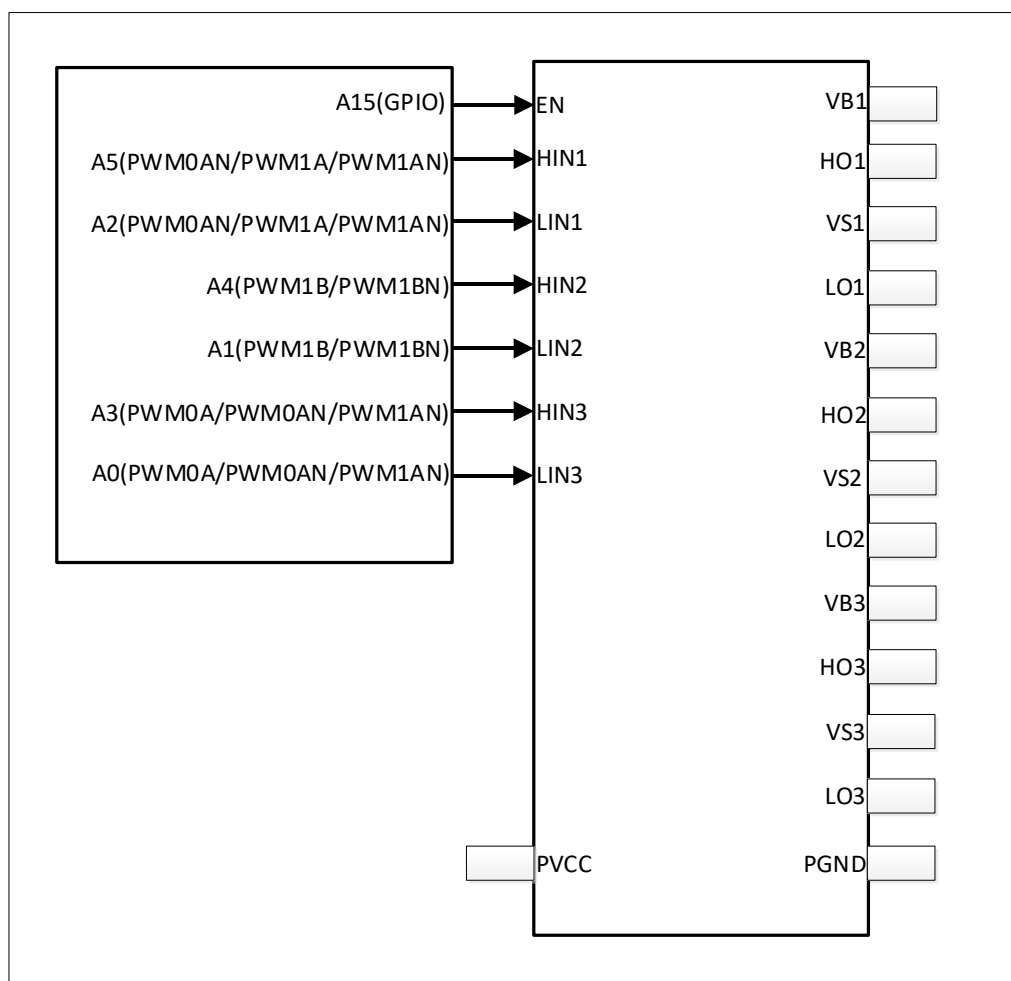 A15(GPIO)
A5(PWM0AN/PWM1A/PWM1AN)
A2(PWM0AN/PWM1A/PWM1AN)
A4(PWM1B/PWM1BN)
A1(PWM1B/PWM1BN)
A3(PWM0A/PWM0AN/PWM1AN)
A0(PWM0A/PWM0AN/PWM1AN)
EN
HIN1
LIN1
HIN2
LIN2
HIN3
LIN3
PVCC
VB1
HO1
VS1
LO1
VB2
HO2
VS2
LO2
VB3
HO3
VS3
LO3
PGND